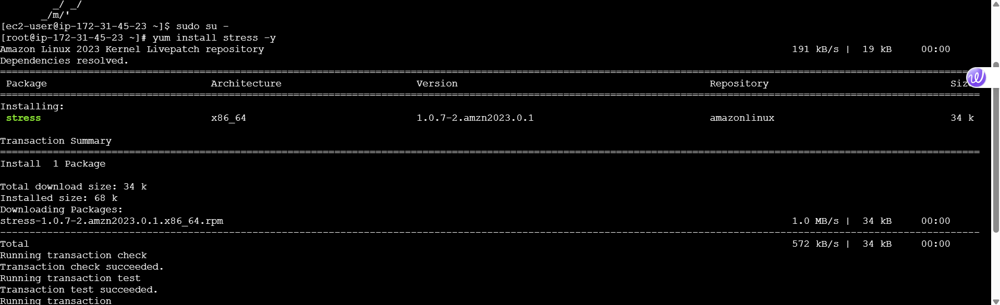 _/ _/
_/m/'
[ec2-user@ip-172-31-45-23 ~]$ sudo su -
[root@ip-172-31-45-23 ~]# yum install stress -y
Amazon Linux 2023 Kernel Livepatch repository 191 kB/s | 19 kB 00:00
Dependencies resolved.
Package Architecture Version Repository Siz
Installing:
stress x86_64 1.0.7-2.amzn2023.0.1 amazonlinux 34 k
Transaction Summary
Install 1 Package
Total download size: 34 k
Installed size: 68 k
Downloading Packages:
stress-1.0.7-2.amzn2023.0.1.x86_64.rpm 1.0 MB/s | 34 kB 00:00
Total 572 kB/s | 34 kB 00:00
Running transaction check
Transaction check succeeded.
Running transaction test
Transaction test succeeded.
Running transaction